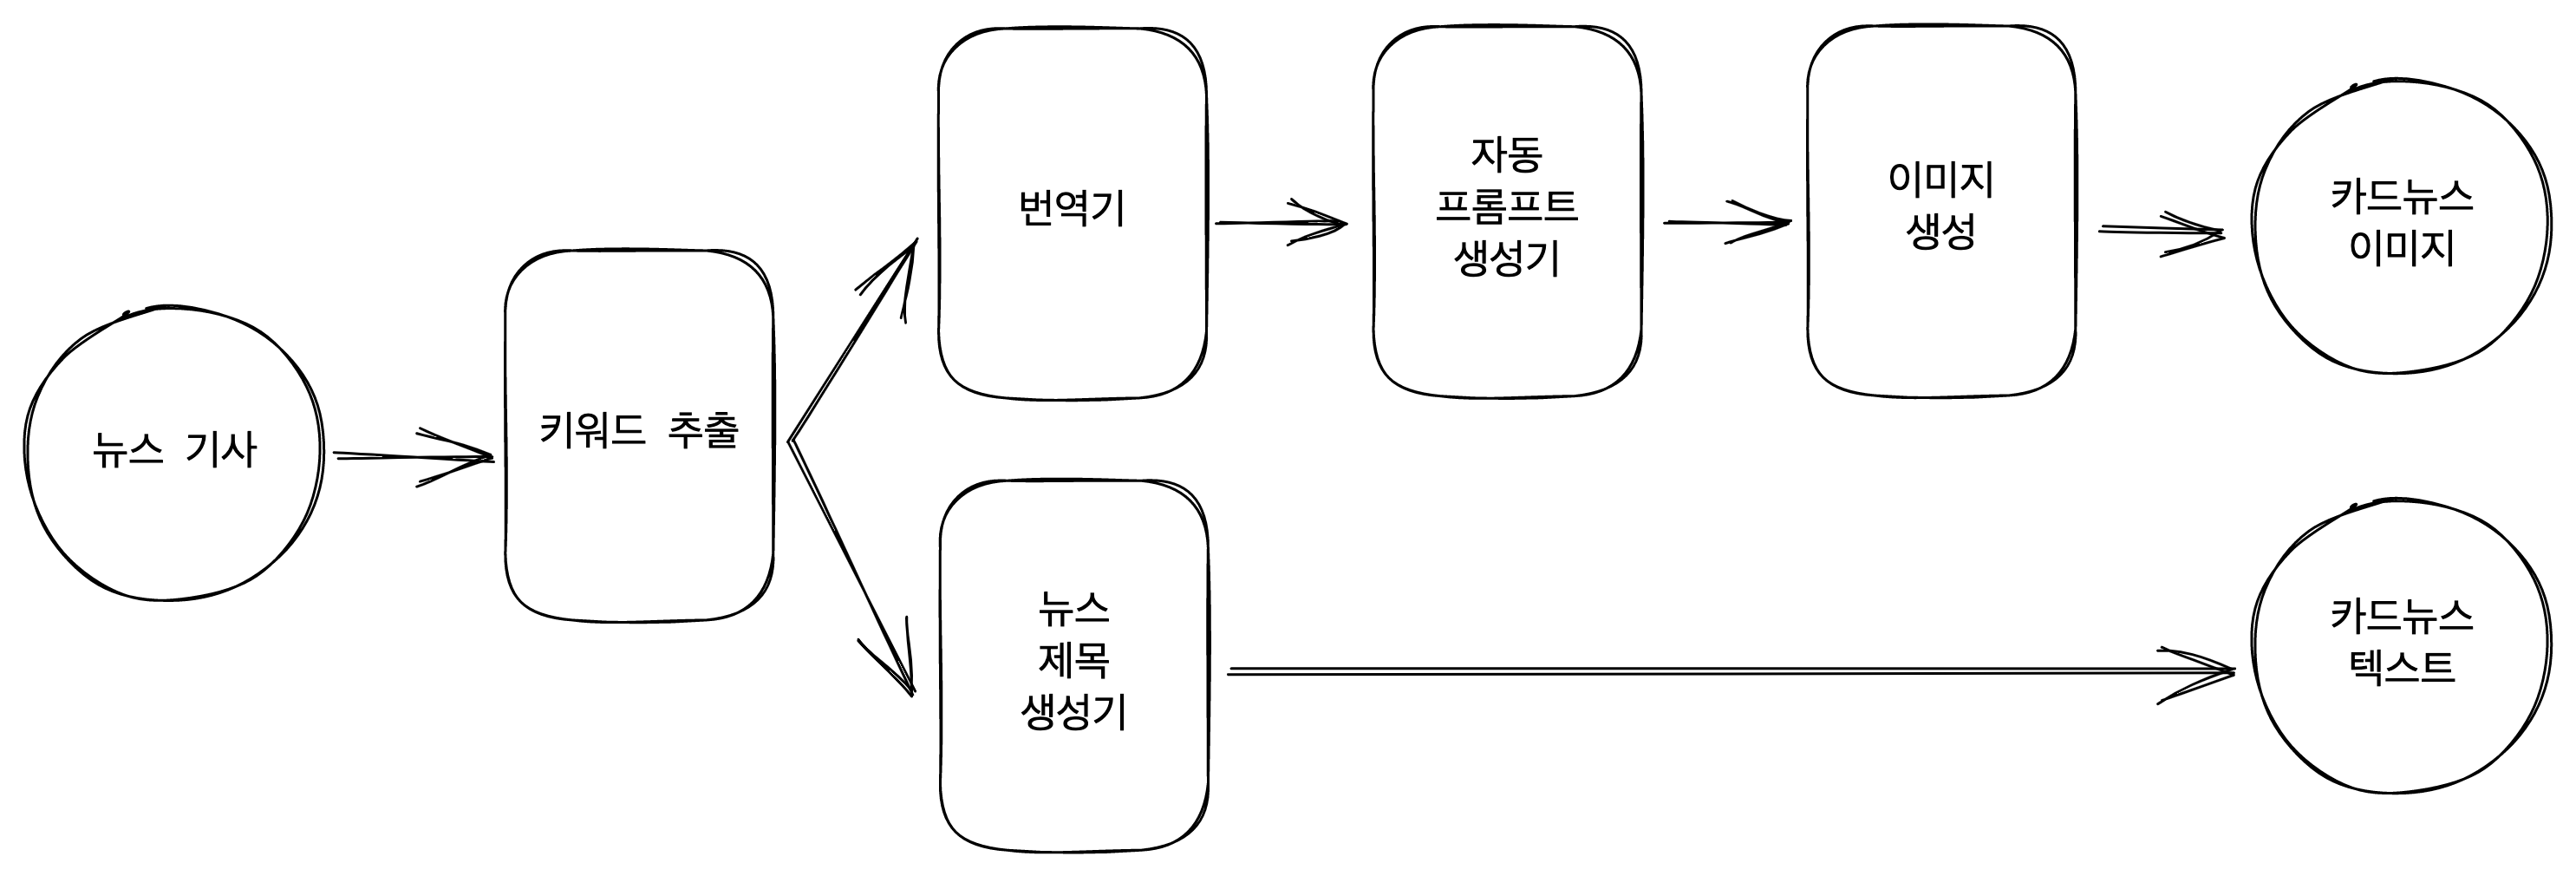 뉴스 기사
키워드 추출
번역기
자동
프롬프트
생성기
이미지
생성
카드뉴스
이미지
뉴스
제목
생성기
카드뉴스
텍스트